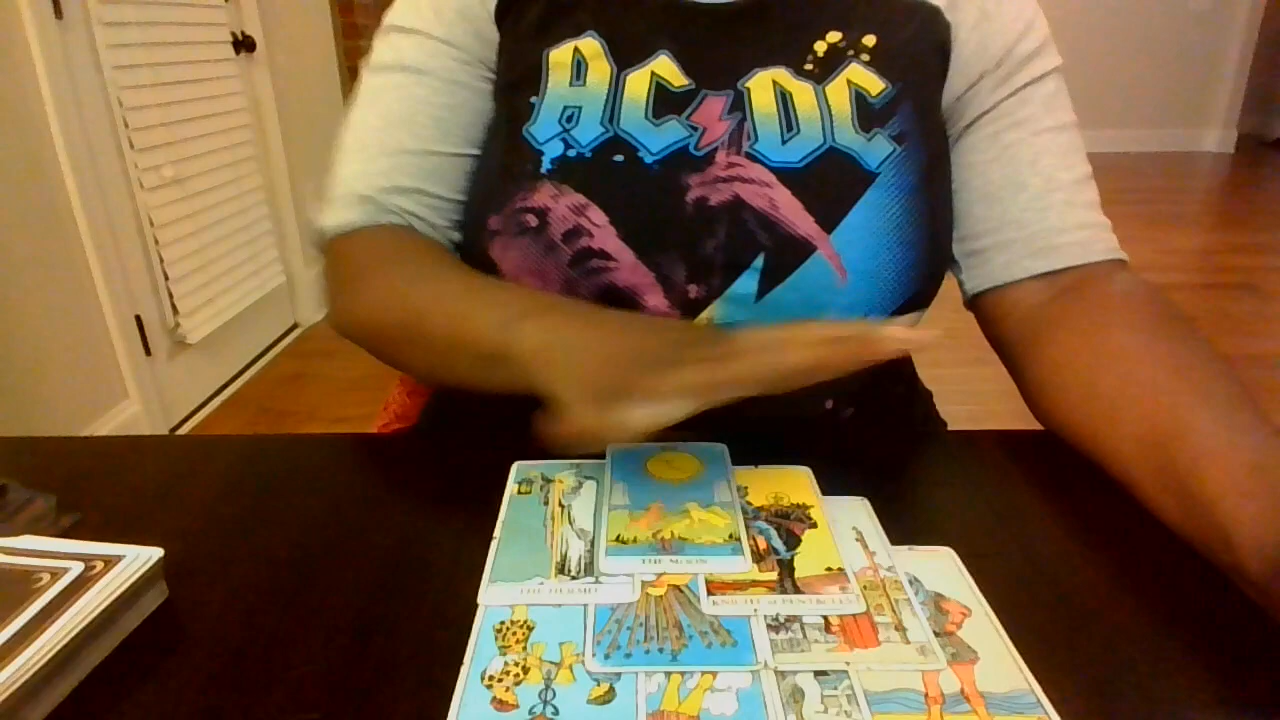 AC DC
THE MOON
THE HERMIT
KNIGHT of PENTACLES